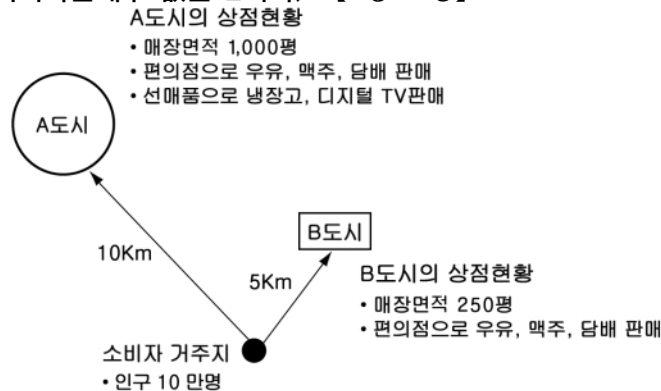 A도시의 상점현황
• 매장면적 1,000평
• 편의점으로 우유, 맥주, 담배 판매
• 선매품으로 냉장고, 디지털 TV판매
A도시
B도시
10Km
5Km
B도시의 상점현황
• 매장면적 250평
• 편의점으로 우유, 맥주, 담배 판매
소비자 거주지
• 인구 10 만명